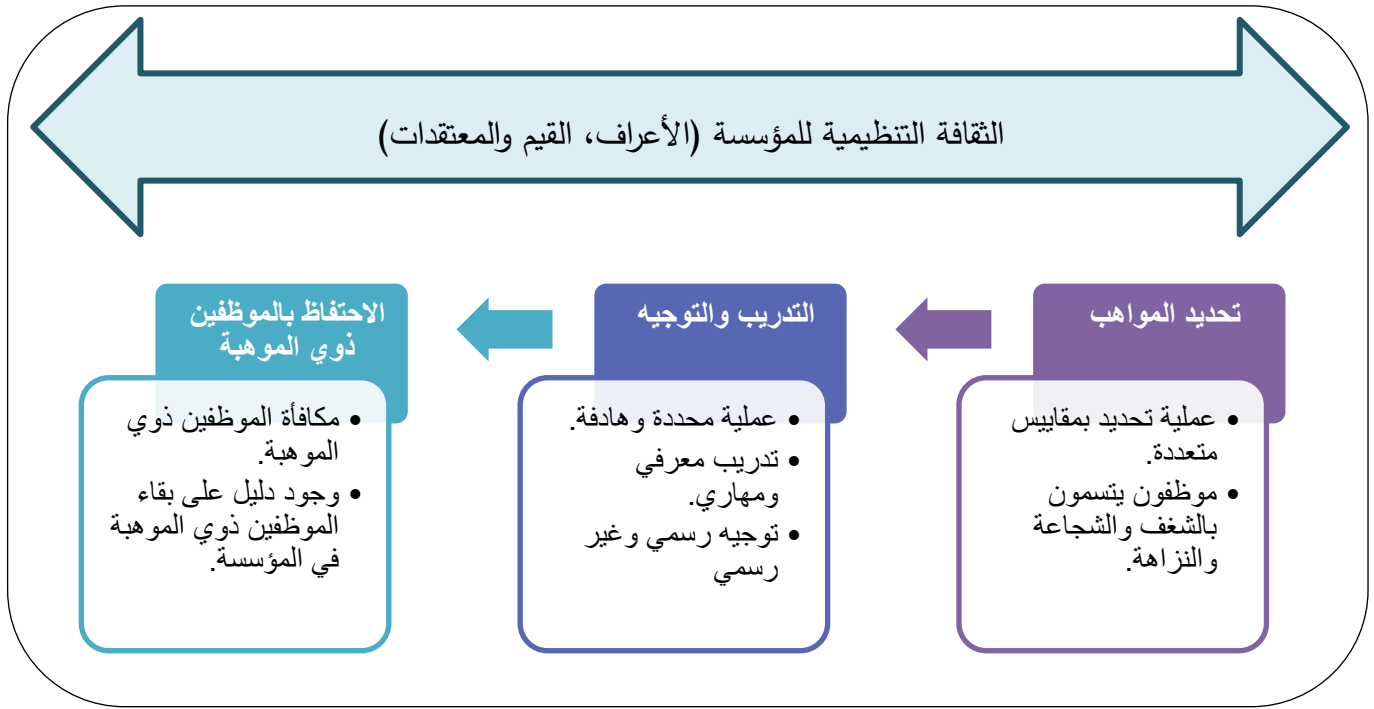 الثقافة التنظيمية للمؤسسة (الأعراف، القيم والمعتقدات)
تحديد المواهب
• عملية تحديد بمقاييس
متعددة.
• موظفون يتسمون
بالشغف والشجاعة
والنزاهة.
التدريب والتوجيه
• عملية محددة وهادفة.
• تدريب معرفي
ومهاري.
• توجيه رسمي وغير
رسمي
الاحتفاظ بالموظفين
ذوي الموهبة
• مكافأة الموظفين ذوي
الموهبة.
• وجود دليل على بقاء
الموظفين ذوي الموهبة
في المؤسسة.